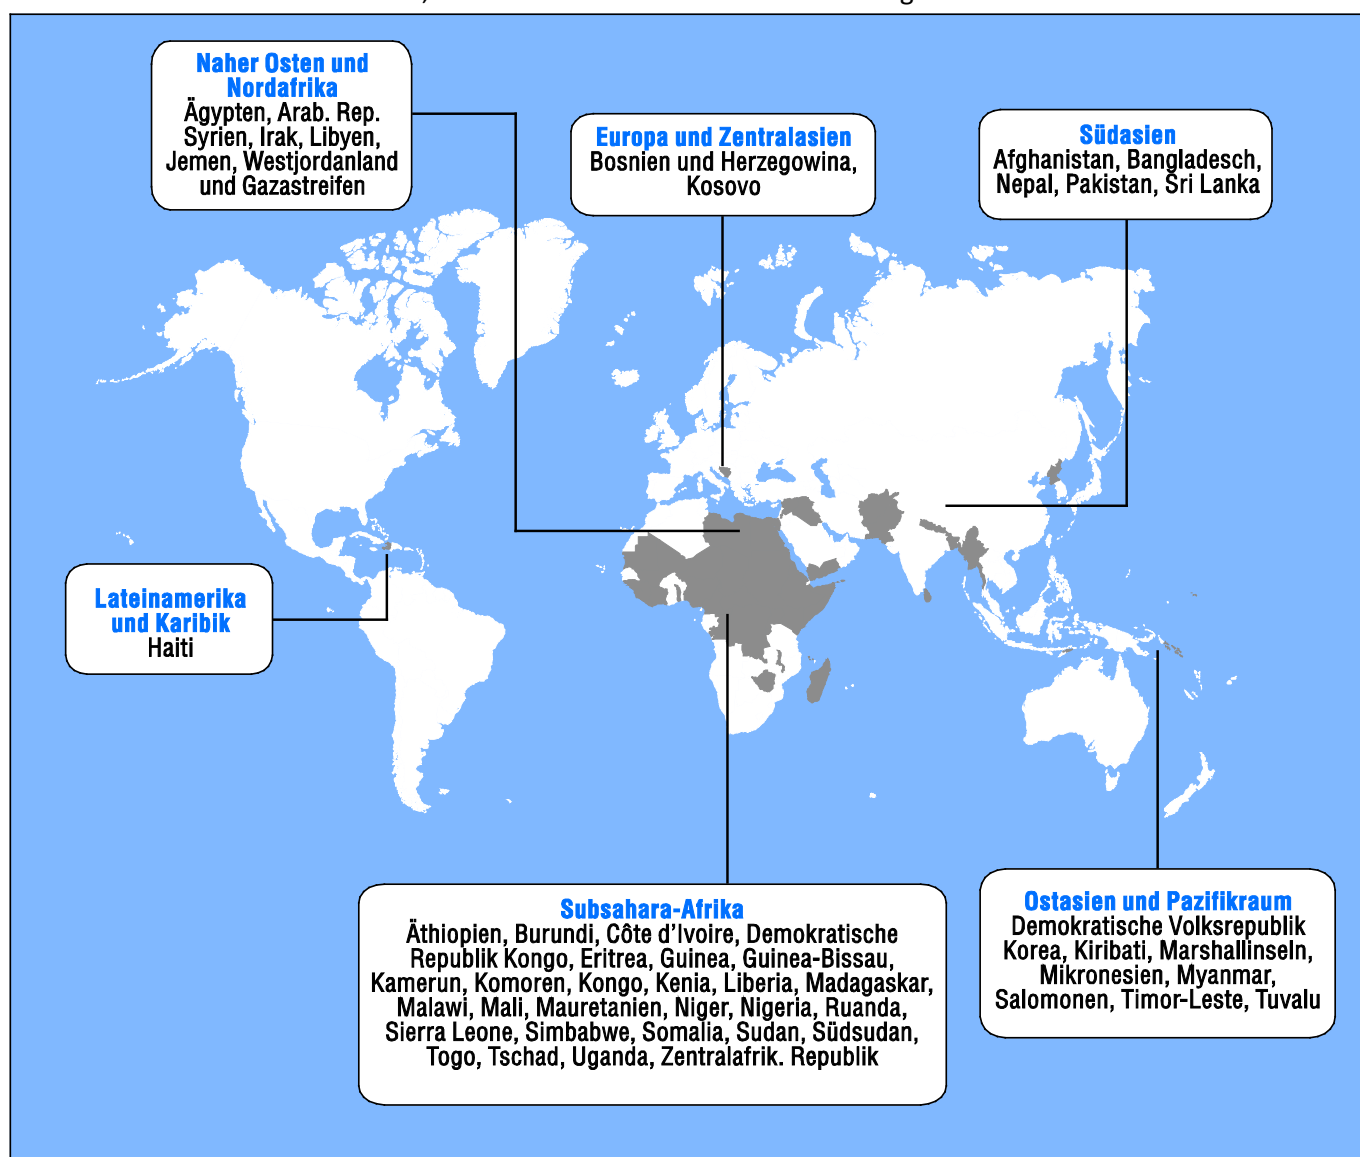 Naher Osten und
Nordafrika
Ägypten, Arab. Rep.
Syrien, Irak, Libyen,
Jemen, Westjordanland
und Gazastreifen
Europa und Zentralasien
Bosnien und Herzegowina,
Kosovo
Südasien
Afghanistan, Bangladesch,
Nepal, Pakistan, Sri Lanka
Lateinamerika
und Karibik
Haiti
Subsahara-Afrika
Äthiopien, Burundi, Côte d’Ivoire, Demokratische
Republik Kongo, Eritrea, Guinea, Guinea-Bissau,
Kamerun, Komoren, Kongo, Kenia, Liberia, Madagaskar,
Malawi, Mali, Mauretanien, Niger, Nigeria, Ruanda,
Sierra Leone, Simbabwe, Somalia, Sudan, Südsudan,
Togo, Tschad, Uganda, Zentralafrik. Republik
Ostasien und Pazifikraum
Demokratische Volksrepublik
Korea, Kiribati, Marshallinseln,
Mikronesien, Myanmar,
Salomonen, Timor-Leste, Tuvalu